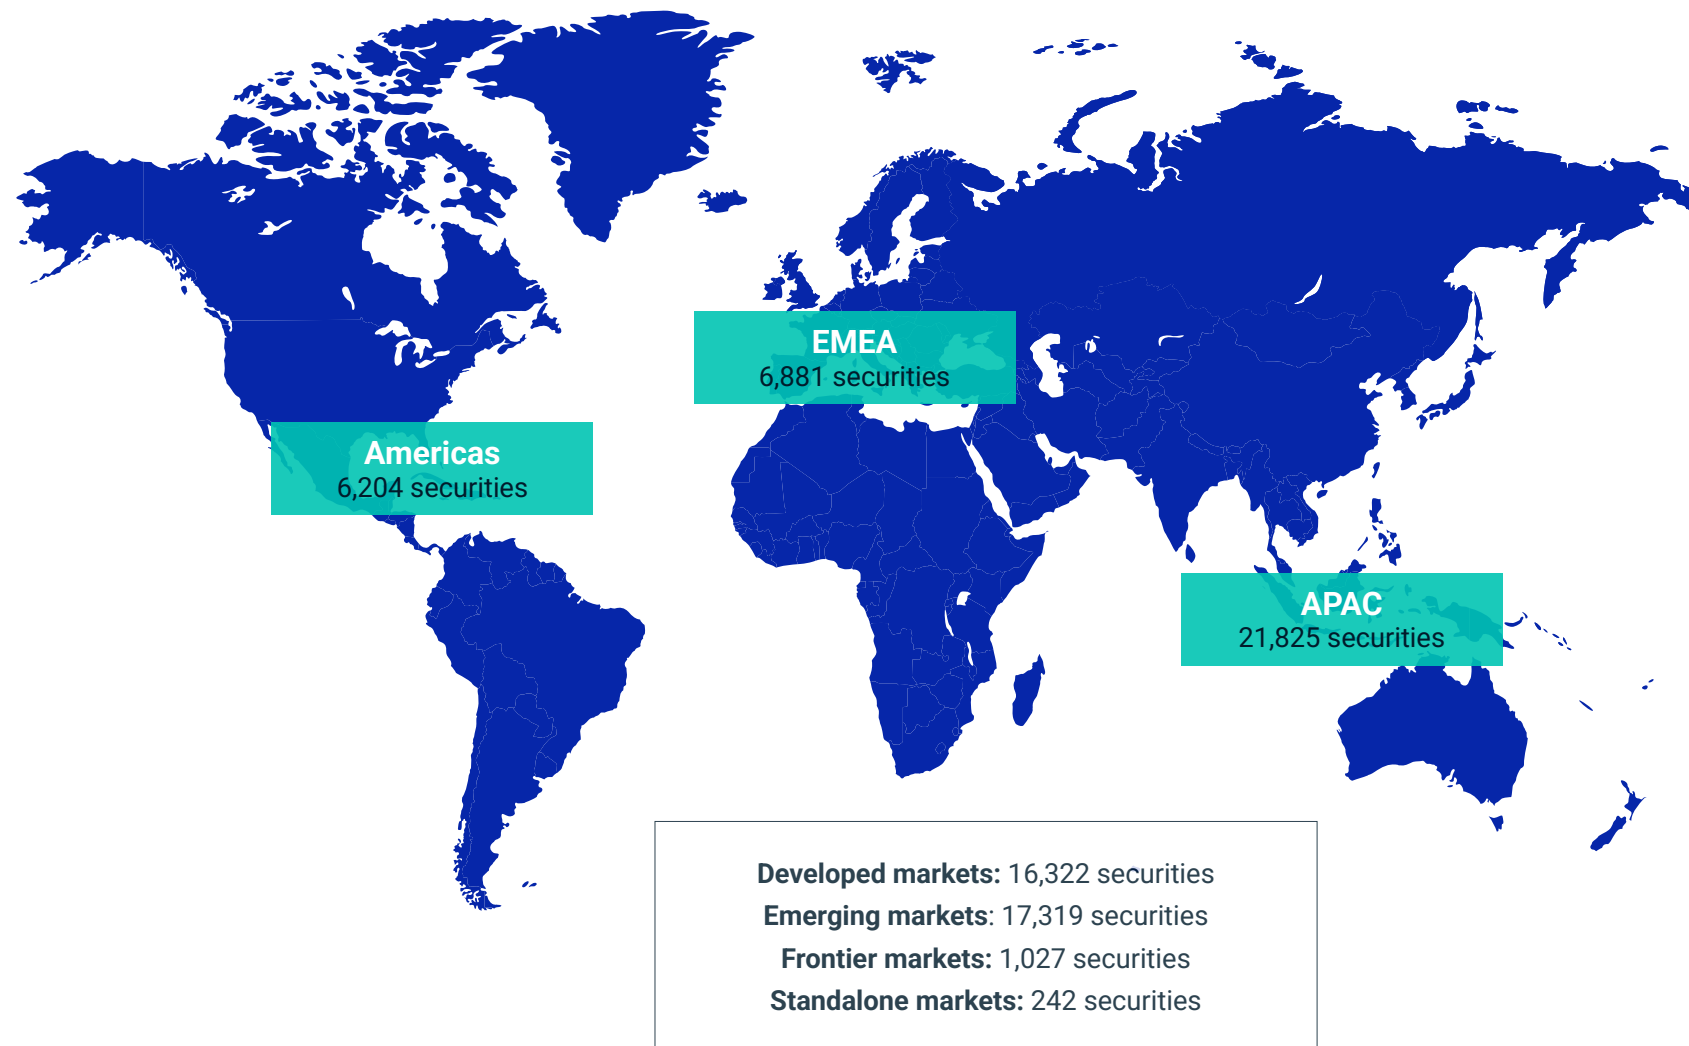 EMEA
6,881 securities
Americas
6,204 securities
APAC
21,825 securities
Developed markets: 16,322 securities
Emerging markets: 17,319 securities
Frontier markets: 1,027 securities
Standalone markets: 242 securities